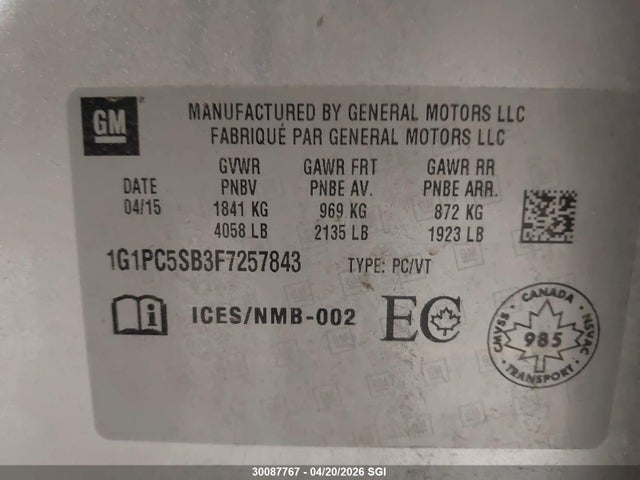 GM
MANUFACTURED BY GENERAL MOTORS LLC
FABRIQUÉ PAR GENERAL MOTORS LLC
GVWR GAWR FRT GAWR RR
DATE PNBV PNBE AV. PNBE ARR.
04/15 1841 KG 969 KG 872 KG
4058 LB 2135 LB 1923 LB
1G1PC5SB3F7257843 TYPE: PC/VT
i ICES/NMB-002 EC
CANADA
CMVSS 985 NSVAC
TRANSPORT
30087767 - 04/20/2026 SGI